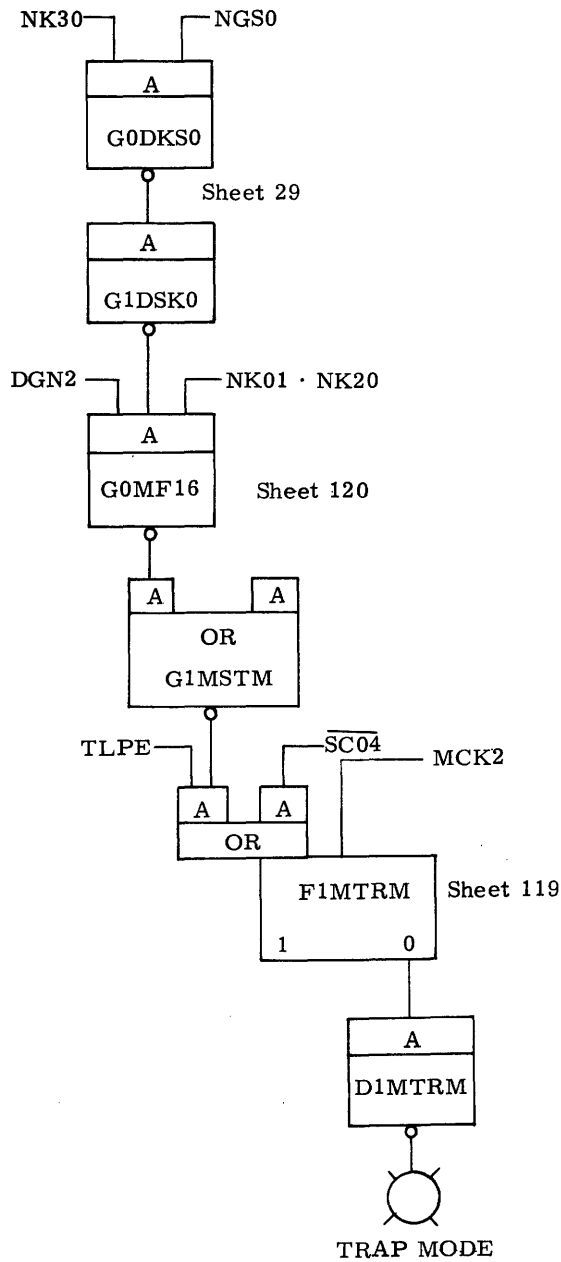 NK30 NGS0
A
G0DKS0
Sheet 29
A
G1DSK0
DGN2 NK01 · NK20
A
G0MF16 Sheet 120
A A
OR
G1MSTM
TLPE SC04
MCK2
A A
OR
F1MTRM Sheet 119
1 0
A
D1MTRM
TRAP MODE